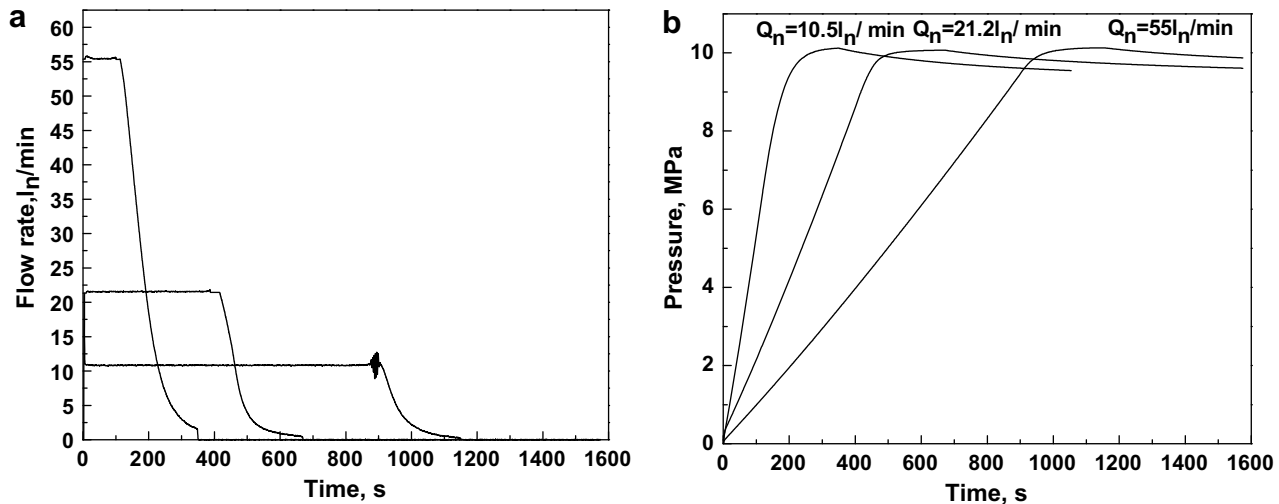 a
Flow rate,ln/min
60
55
50
45
40
35
30
25
20
15
10
5
0
0 200 400 600 800 1000 1200 1400 1600
Time, s
b
Qn=10.5ln/ min Qn=21.2ln/ min Qn=55ln/min
Pressure, MPa
10
8
6
4
2
0
0 200 400 600 800 1000 1200 1400 1600
Time, s